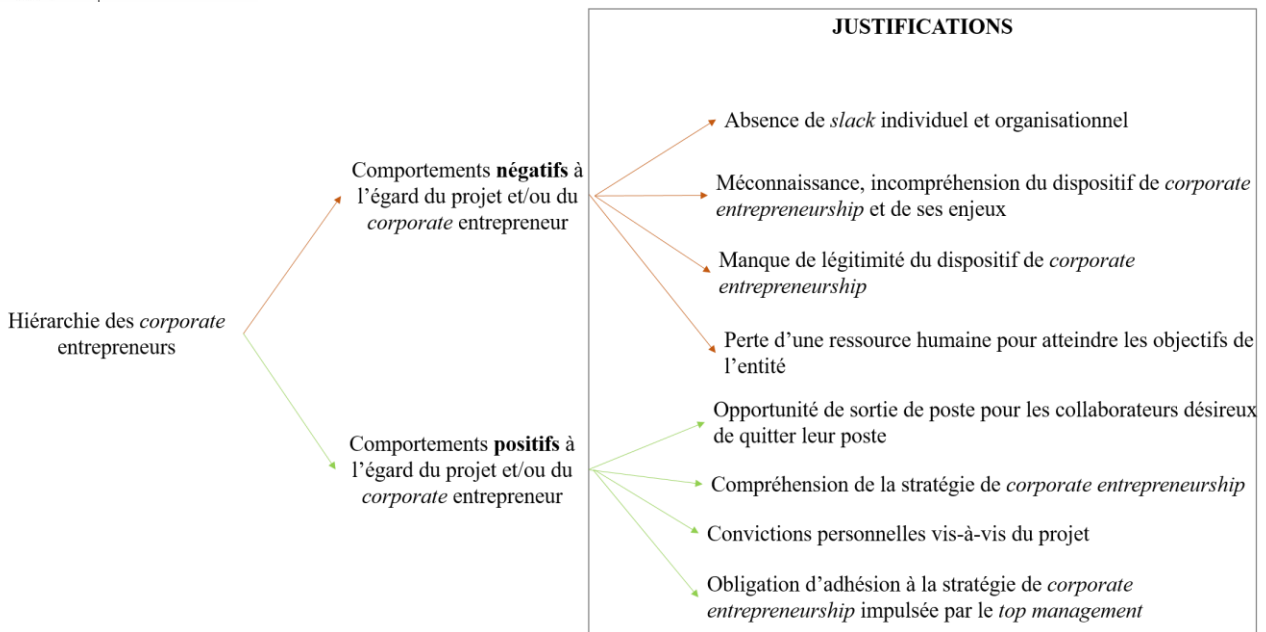 JUSTIFICATIONS
Absence de slack individuel et organisationnel
Comportements négatifs à
l’égard du projet et/ou du
corporate entrepreneur
Méconnaissance, incompréhension du dispositif de corporate
entrepreneurship et de ses enjeux
Manque de légitimité du dispositif de corporate
entrepreneurship
Hiérarchie des corporate
entrepreneurs
Perte d’une ressource humaine pour atteindre les objectifs de
l’entité
Opportunité de sortie de poste pour les collaborateurs désireux
de quitter leur poste
Comportements positifs à
l’égard du projet et/ou du
corporate entrepreneur
Compréhension de la stratégie de corporate entrepreneurship
Convictions personnelles vis-à-vis du projet
Obligation d’adhésion à la stratégie de corporate
entrepreneurship impulsée par le top management